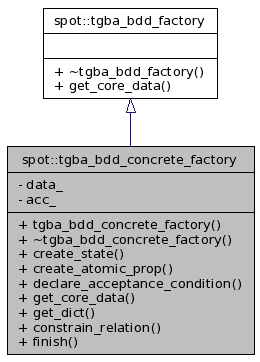 spot::tgba_bdd_factory
+ ~tgba_bdd_factory()
+ get_core_data()
spot::tgba_bdd_concrete_factory
- data_
- acc_
+ tgba_bdd_concrete_factory()
+ ~tgba_bdd_concrete_factory()
+ create_state()
+ create_atomic_prop()
+ declare_acceptance_condition()
+ get_core_data()
+ get_dict()
+ constrain_relation()
+ finish()